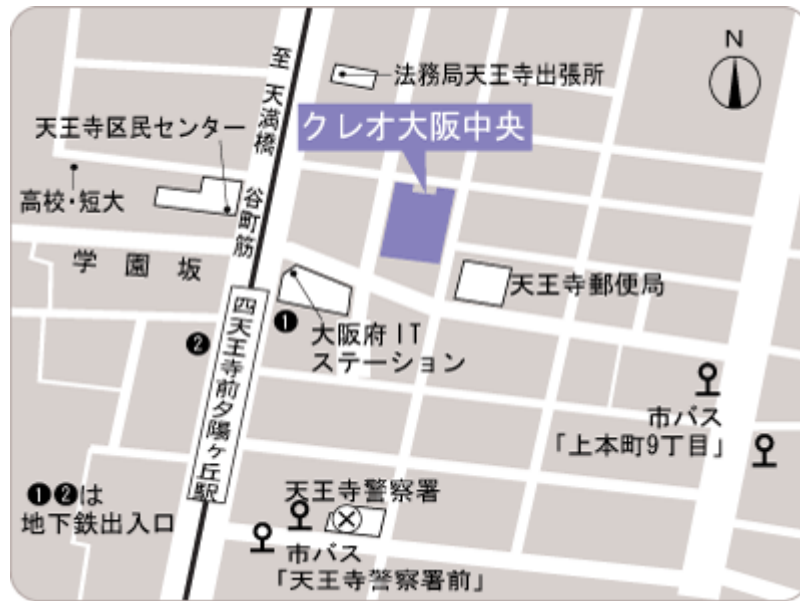 N
至 天満橋
法務局天王寺出張所
天王寺区民センター
クレオ大阪中央
高校・短大
谷町筋
学園坂
天王寺郵便局
❶
大阪府IT
ステーション
❷
四天王寺前夕陽ヶ丘駅
市バス
「上本町9丁目」
❶❷は
地下鉄出入口
天王寺警察署
市バス
「天王寺警察署前」